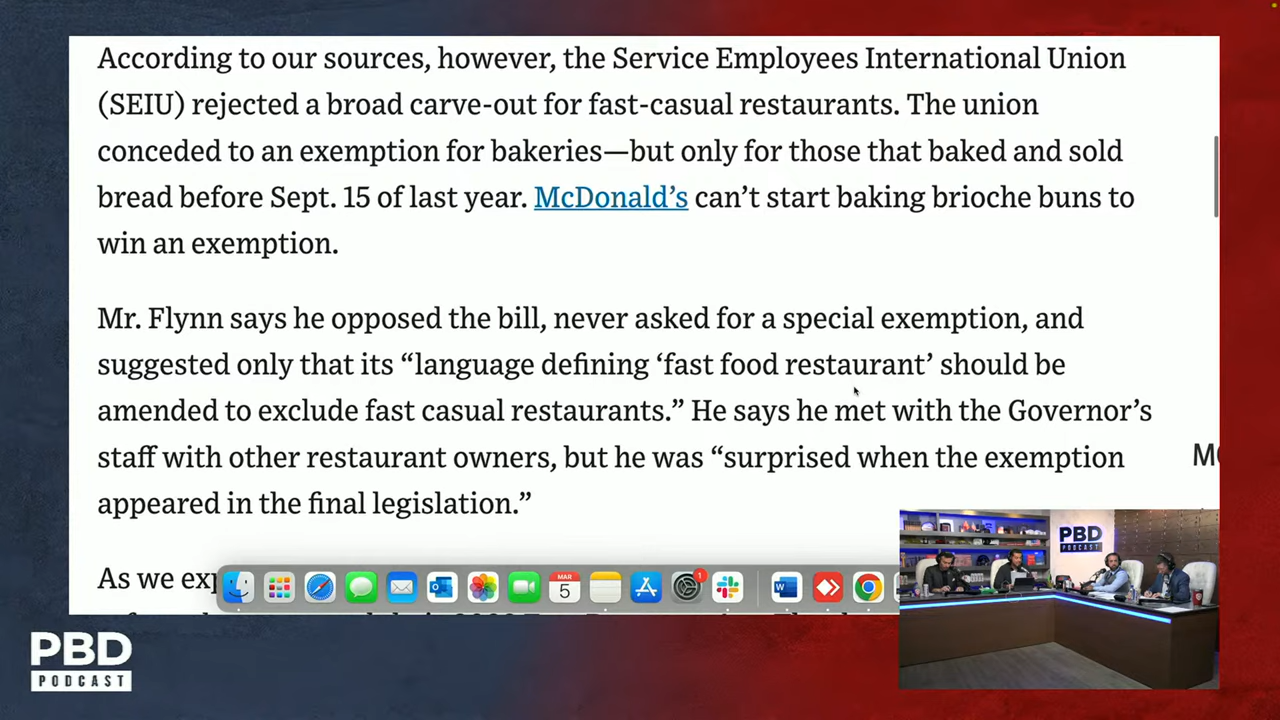 According to our sources, however, the Service Employees International Union
(SEIU) rejected a broad carve-out for fast-casual restaurants. The union
conceded to an exemption for bakeries—but only for those that baked and sold
bread before Sept. 15 of last year. McDonald’s can’t start baking brioche buns to
win an exemption.
Mr. Flynn says he opposed the bill, never asked for a special exemption, and
suggested only that its “language defining ‘fast food restaurant’ should be
amended to exclude fast casual restaurants.” He says he met with the Governor’s
staff with other restaurant owners, but he was “surprised when the exemption
appeared in the final legislation.”
As we
MAR
5
1
PBD
PODCAST
PBD
PODCAST